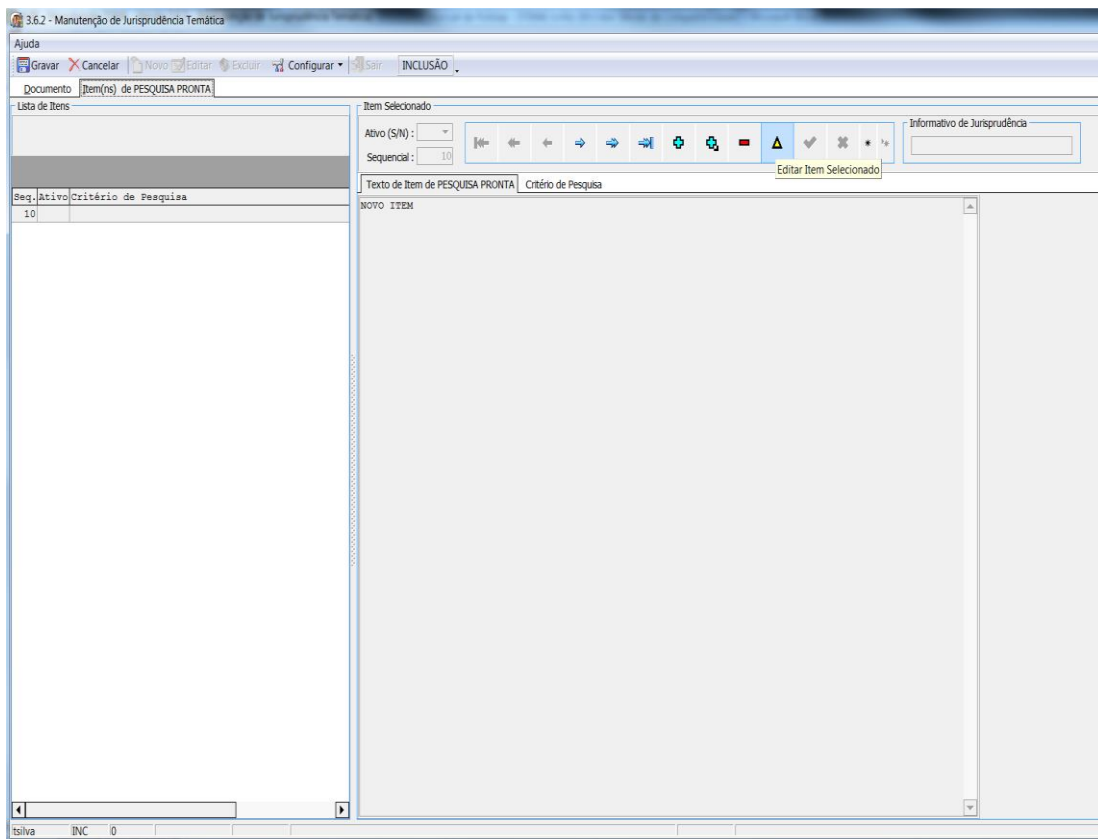 3.6.2 - Manutenção de Jurisprudência Temática
Ajuda
Gravar Cancelar Novo Editar Excluir Configurar Sair INCLUSÃO
Documento Item(ns) de PESQUISA PRONTA
Lista de Itens
Item Selecionado
Ativo (S/N) :
Sequencial : 10
Informativo de Jurisprudência
Editar Item Selecionado
Texto de Item de PESQUISA PRONTA Critério de Pesquisa
Seq. Ativo Critério de Pesquisa
10
NOVO ITEM
tsilva INC 0